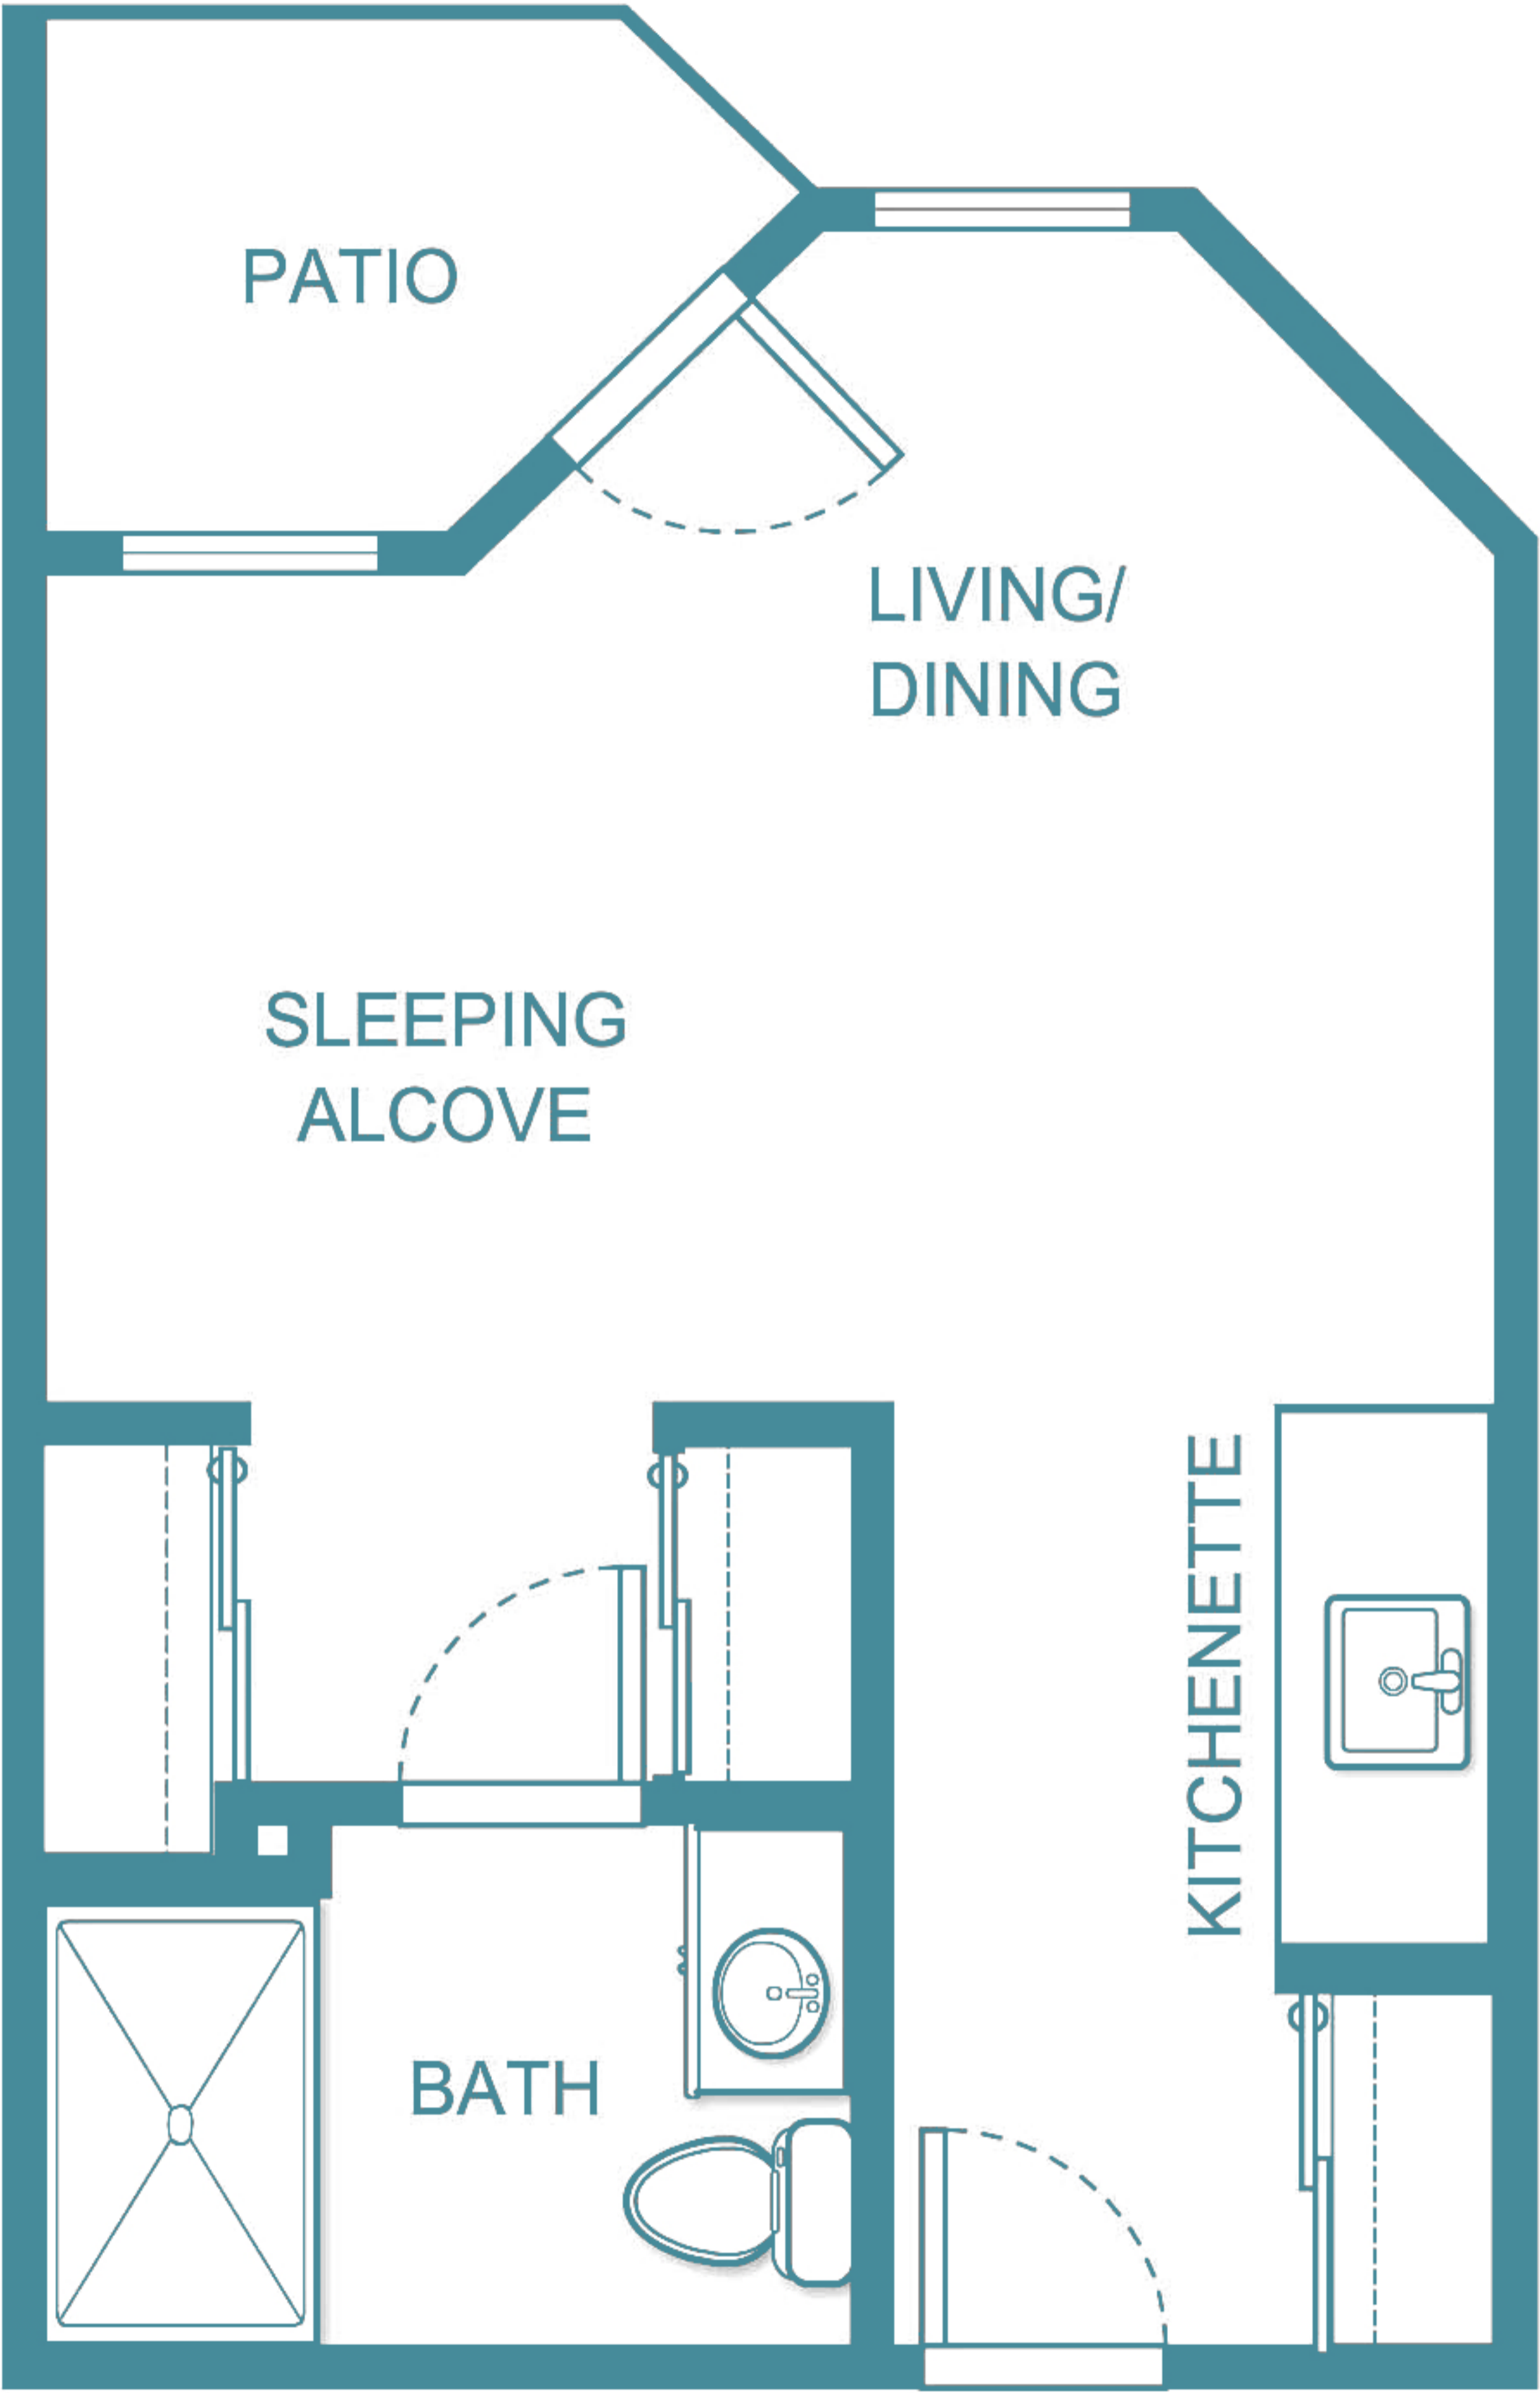 PATIO
LIVING/
DINING
SLEEPING
ALCOVE
KITCHENETTE
BATH